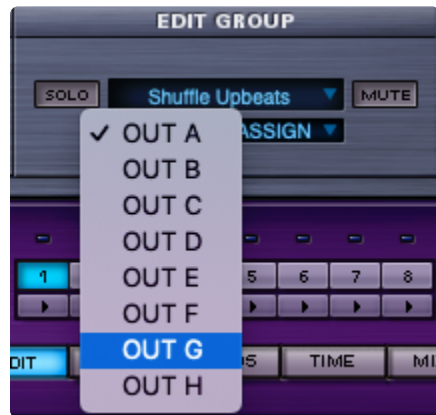 EDIT GROUP
SOLO Shuffle Upbeats MUTE
ASSIGN
✓ OUT A
OUT B
OUT C
OUT D
OUT E
OUT F
OUT G
OUT H
1 5 6 7 8
TIME